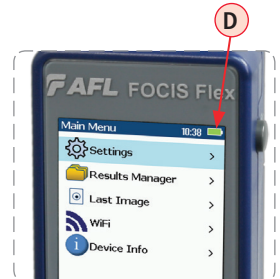 D
AFL FOCIS Flex
Main Menu 10:38
Settings
Results Manager
Last Image
WiFi
i Device Info